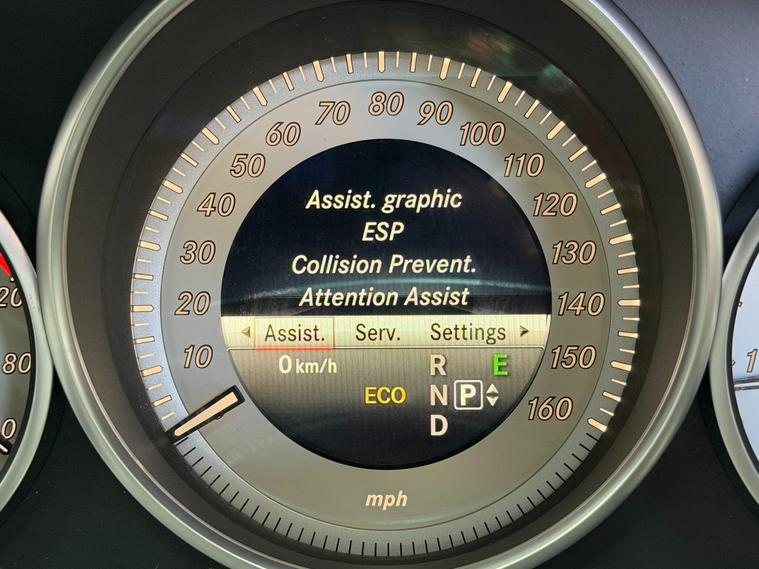 80
70 90
60 100
50 110
40 120
30 130
20 140
10 150
160
Assist. graphic
ESP
Collision Prevent.
Attention Assist
Assist. Serv. Settings
0 km/h R E
ECO N P
D
mph
80